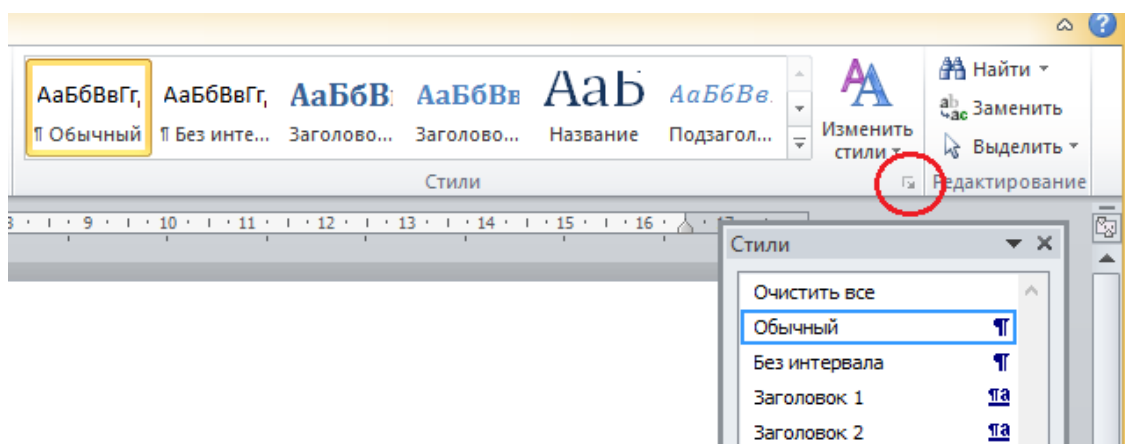 АаБбВвГг, АаБбВвГг, АаБбВ АаБбВв АаБ АаБбВв.
¶ Обычный ¶ Без инте... Заголово... Заголово... Название Подзагол...
Изменить
стили
Найти
Заменить
Выделить
Стили Редактирование
9 10 11 12 13 14 15 16
Стили
Очистить все
Обычный ¶
Без интервала ¶
Заголовок 1 ¶a
Заголовок 2 ¶a